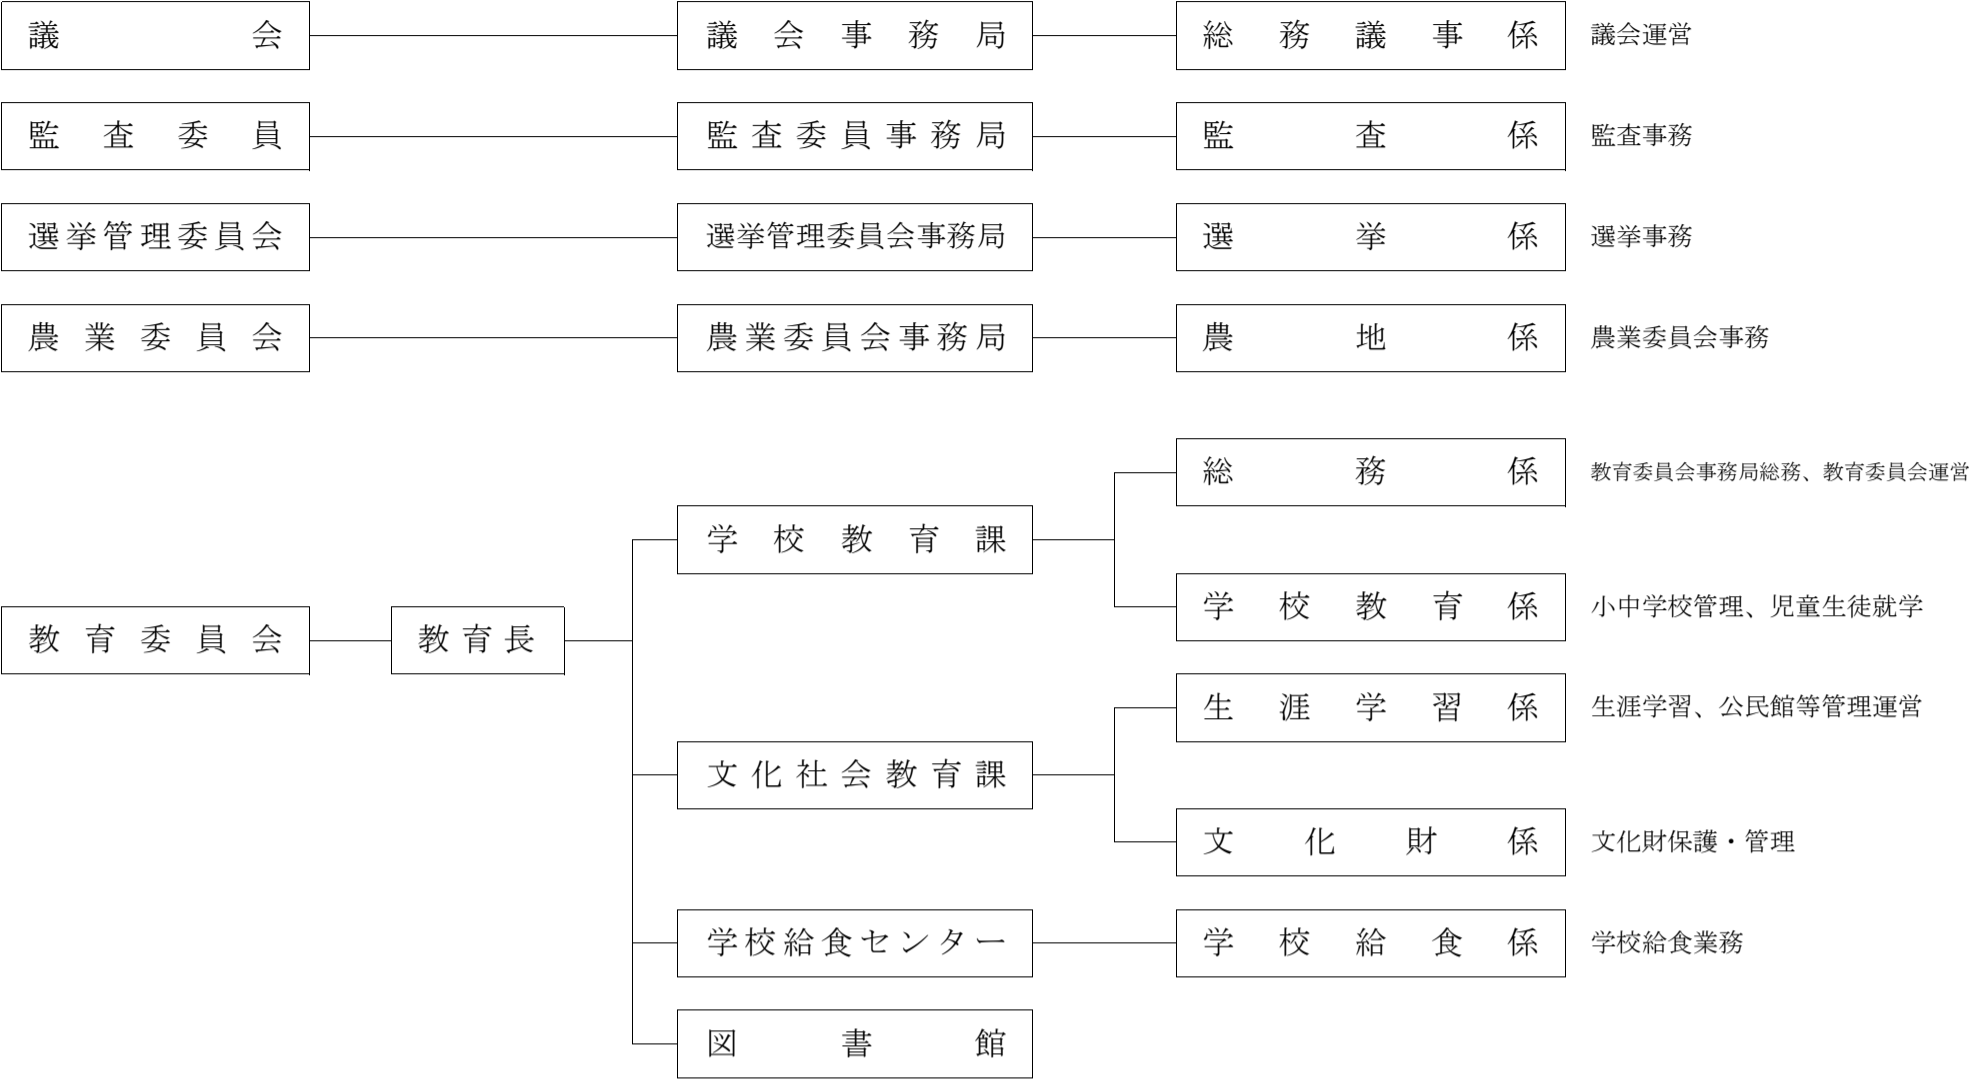 議会 議会事務局 総務議事係 議会運営
監査委員 監査委員事務局 監査係 監査事務
選挙管理委員会 選挙管理委員会事務局 選挙係 選挙事務
農業委員会 農業委員会事務局 農地係 農業委員会事務
総務係 教育委員会事務局総務、教育委員会運営
学校教育課
学校教育係 小中学校管理、児童生徒就学
教育委員会 教育長
生涯学習係 生涯学習、公民館等管理運営
文化社会教育課
文化財係 文化財保護・管理
学校給食センター 学校給食係 学校給食業務
図書館